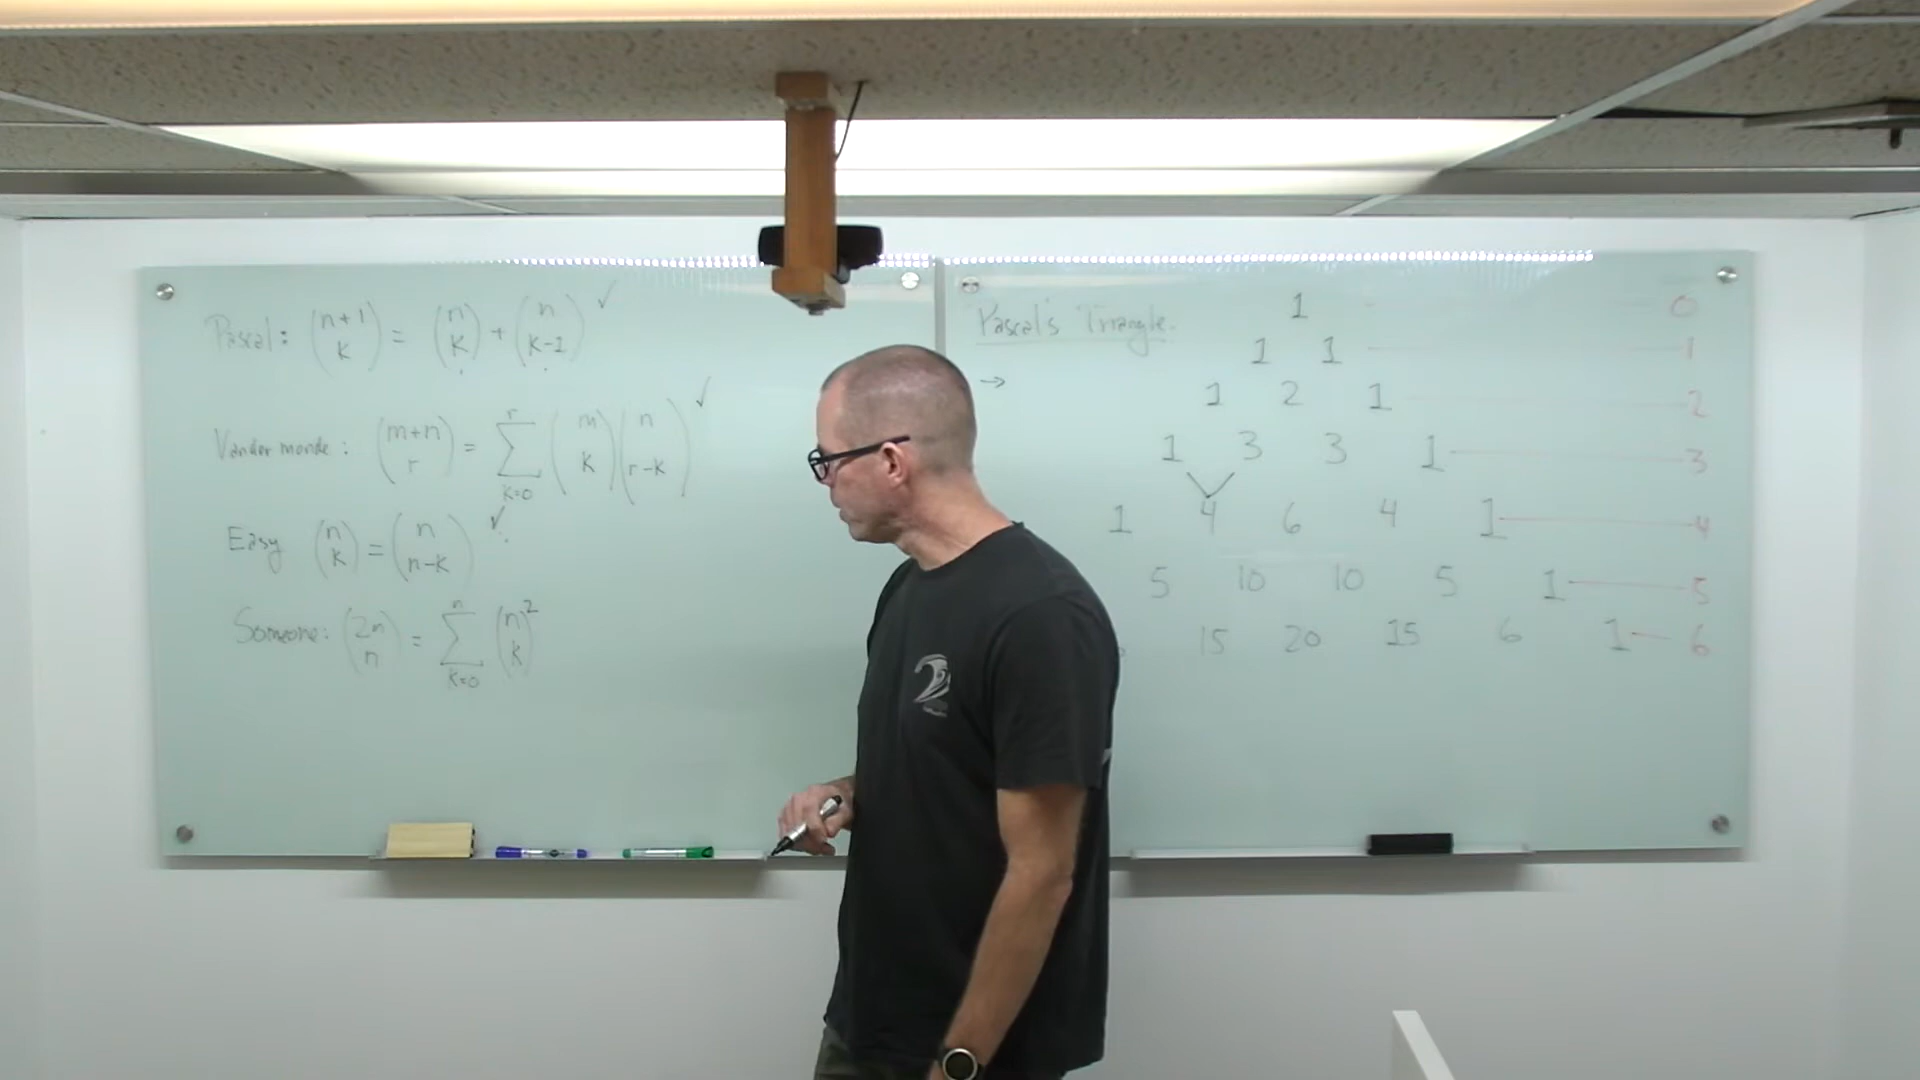 Pascal: (n+1 k) = (n k) + (n k-1) ✓
Vandermonde: (m+n r) = Σ r k=0 (m k)(n r-k) ✓
Easy (n k) = (n n-k) ✓
Someone: (2n n) = Σ n k=0 (n k)²
Pascal's Triangle.
→
1 0
1 1 1
1 2 1 2
1 3 3 1 3
1 4 6 4 1 4
5 10 10 5 1 5
15 20 15 6 1 6